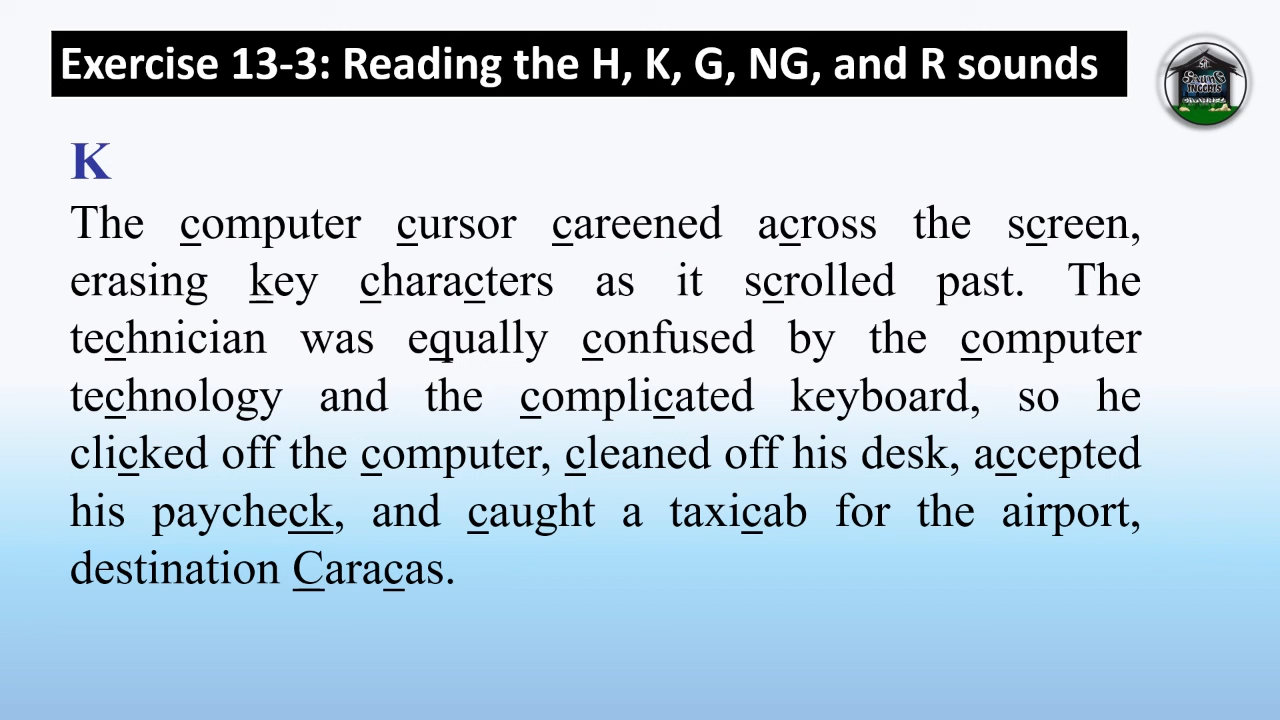 Exercise 13-3: Reading the H, K, G, NG, and R sounds
K
The computer cursor careened across the screen,
erasing key characters as it scrolled past. The
technician was equally confused by the computer
technology and the complicated keyboard, so he
clicked off the computer, cleaned off his desk, accepted
his paycheck, and caught a taxicab for the airport,
destination Caracas.